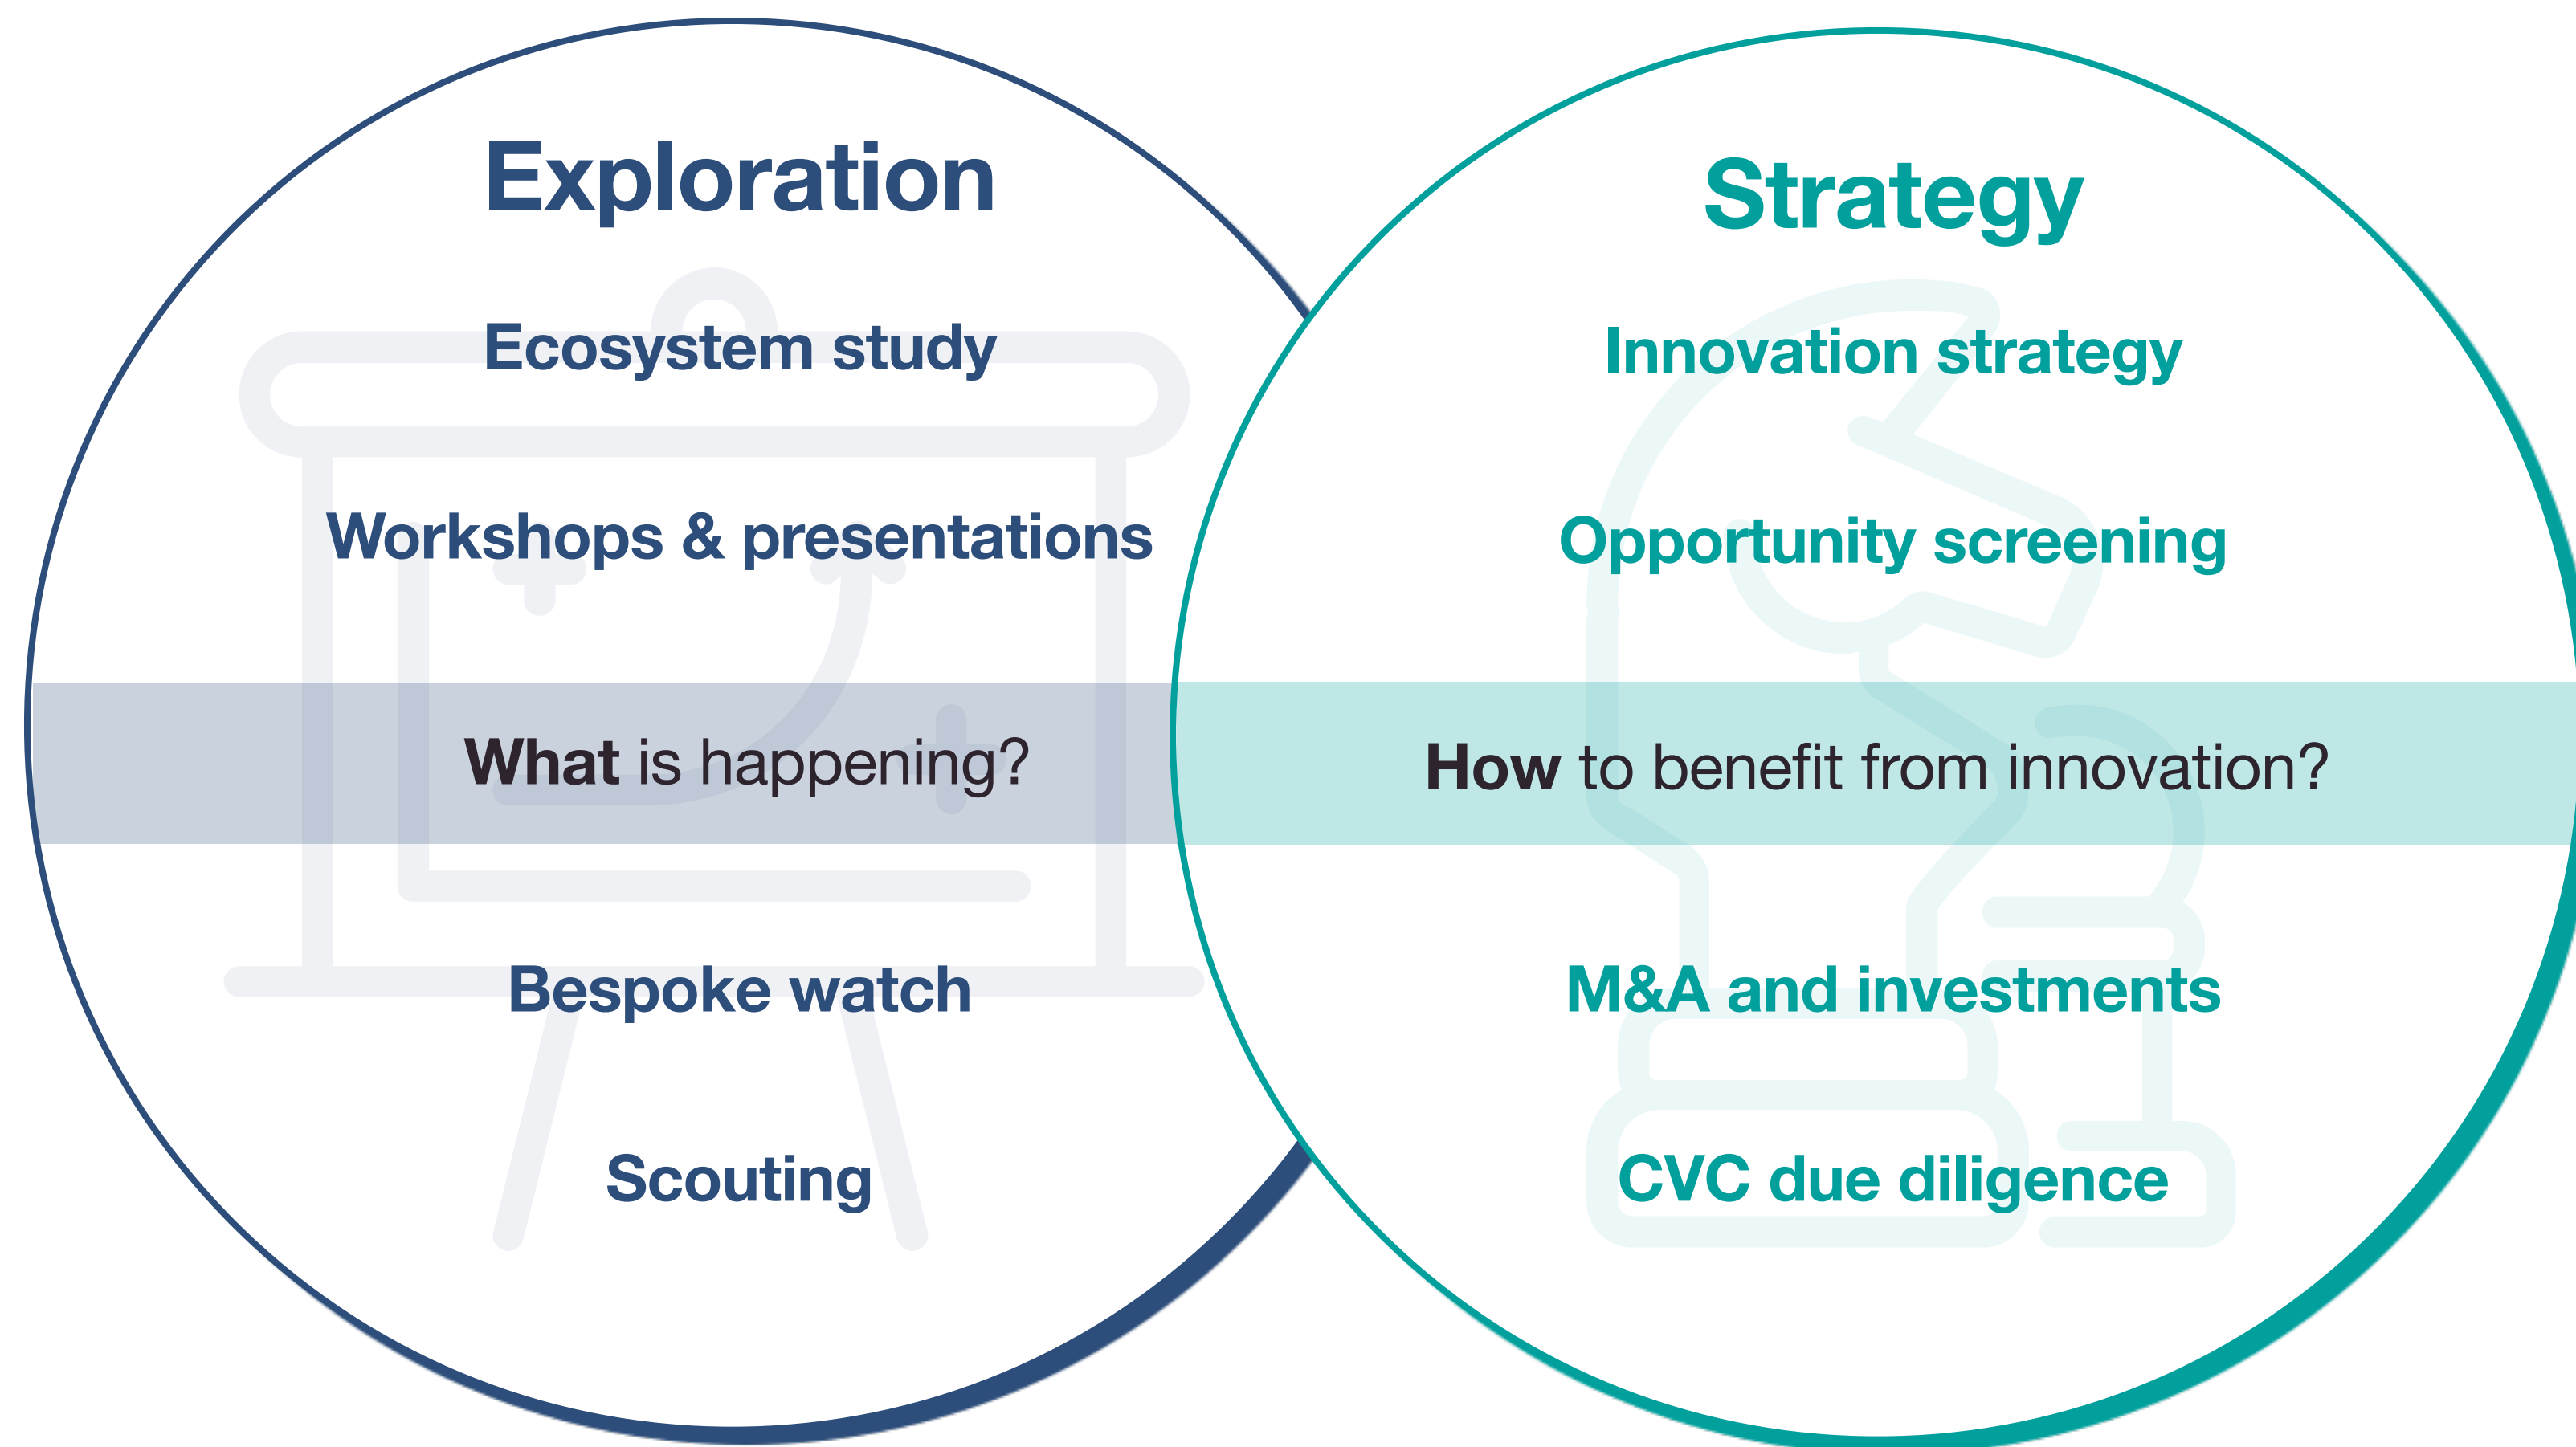 Exploration
Ecosystem study
Workshops & presentations
What is happening?
Bespoke watch
Scouting
Strategy
Innovation strategy
Opportunity screening
How to benefit from innovation?
M&A and investments
CVC due diligence